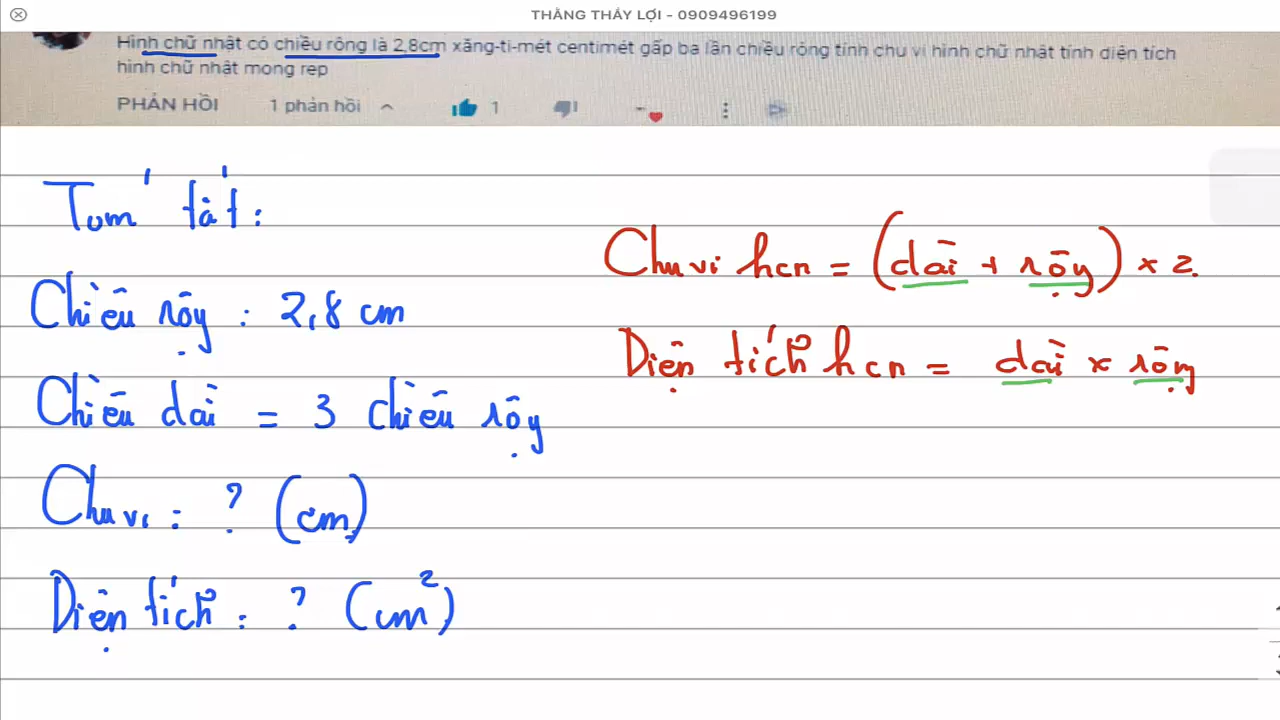 THẮNG THẦY LỢI - 0909496199
Hình chữ nhật có chiều rộng là 2,8cm xăng-ti-mét centimét gấp ba lần chiều rộng tính chu vi hình chữ nhật tính diện tích
hình chữ nhật mong rep
PHẢN HỒI 1 phản hồi 1
Tóm tắt:
Chiều rộng : 2,8 cm
Chiều dài = 3 chiều rộng
Chu vi : ? (cm)
Diện tích : ? (cm²)
Chu vi hcn = (dài + rộng) × 2.
Diện tích hcn = dài × rộng